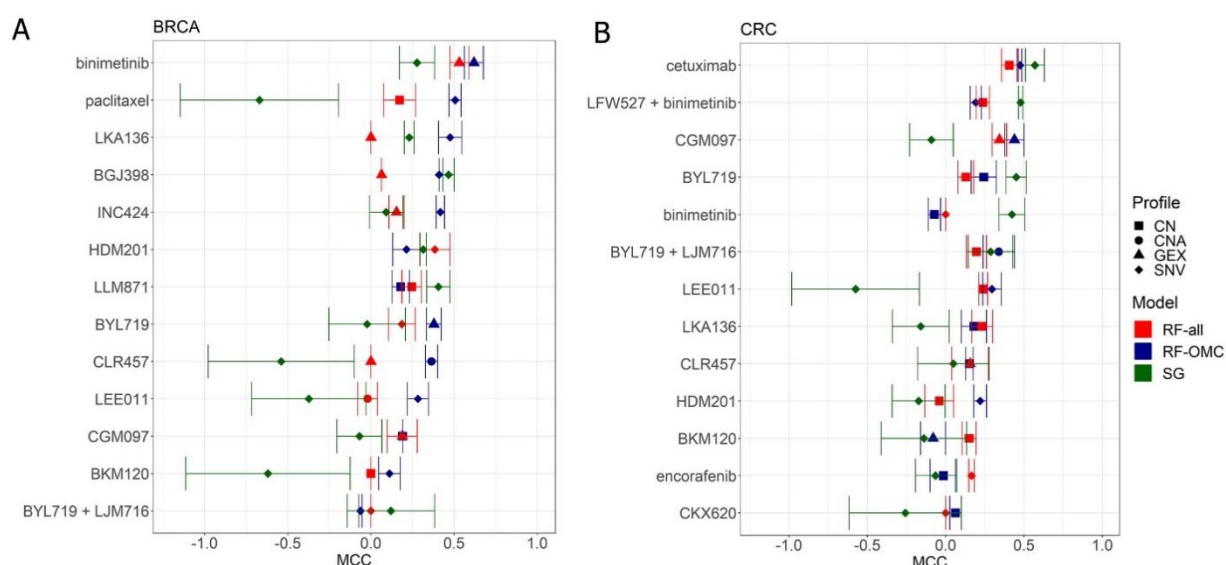 A
BRCA
binimetinib
paclitaxel
LKA136
BGJ398
INC424
HDM201
LLM871
BYL719
CLR457
LEE011
CGM097
BKM120
BYL719 + LJM716
-1.0 -0.5 0.0 0.5 1.0
MCC
B
CRC
cetuximab
LFW527 + binimetinib
CGM097
BYL719
binimetinib
BYL719 + LJM716
LEE011
LKA136
CLR457
HDM201
BKM120
encorafenib
CKX620
-1.0 -0.5 0.0 0.5 1.0
MCC
Profile
CN
CNA
GEX
SNV
Model
RF-all
RF-OMC
SG